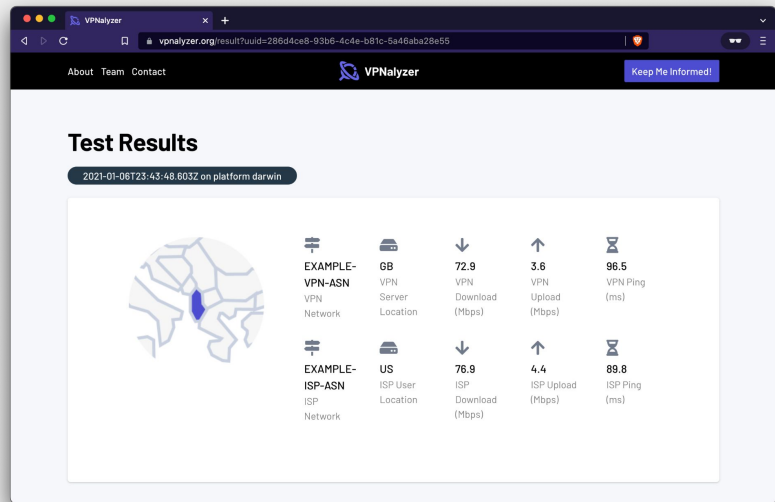 VPNalyzer
vpnalyzer.org/result?uuid=286d4ce8-93b6-4c4e-b81c-5a46aba28e55
About Team Contact
VPNalyzer
Keep Me Informed!
Test Results
2021-01-06T23:43:48.603Z on platform darwin
EXAMPLE-
VPN-ASN
VPN
Network
GB
VPN
Server
Location
72.9
VPN
Download
(Mbps)
3.6
VPN
Upload
(Mbps)
96.5
VPN Ping
(ms)
EXAMPLE-
ISP-ASN
ISP
Network
US
ISP User
Location
76.9
ISP
Download
(Mbps)
4.4
ISP Upload
(Mbps)
89.8
ISP Ping
(ms)